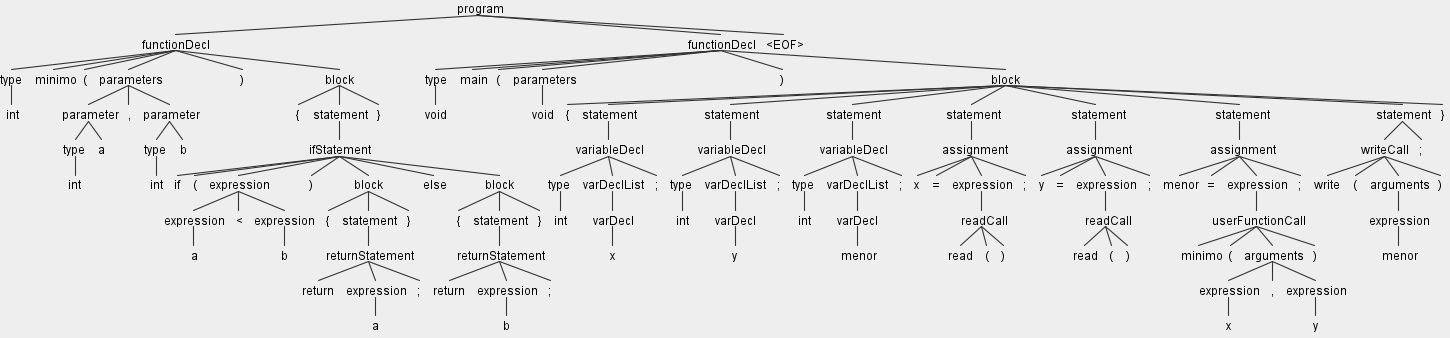 program
functionDecl functionDecl <EOF>
type minimo ( parameters ) block type main ( parameters ) block
int parameter , parameter { statement } void void { statement statement statement statement statement statement statement }
type a type b ifStatement variableDecl variableDecl variableDecl assignment assignment assignment writeCall ;
int int if ( expression ) block else block type varDeclList ; type varDeclList ; type varDeclList ; x = expression ; y = expression ; menor = expression ; write ( arguments )
expression < expression { statement } { statement } int varDecl int varDecl int varDecl readCall readCall userFunctionCall expression
a b returnStatement returnStatement x y menor read ( ) read ( ) minimo ( arguments ) menor
return expression ; return expression ; expression , expression
a b x y